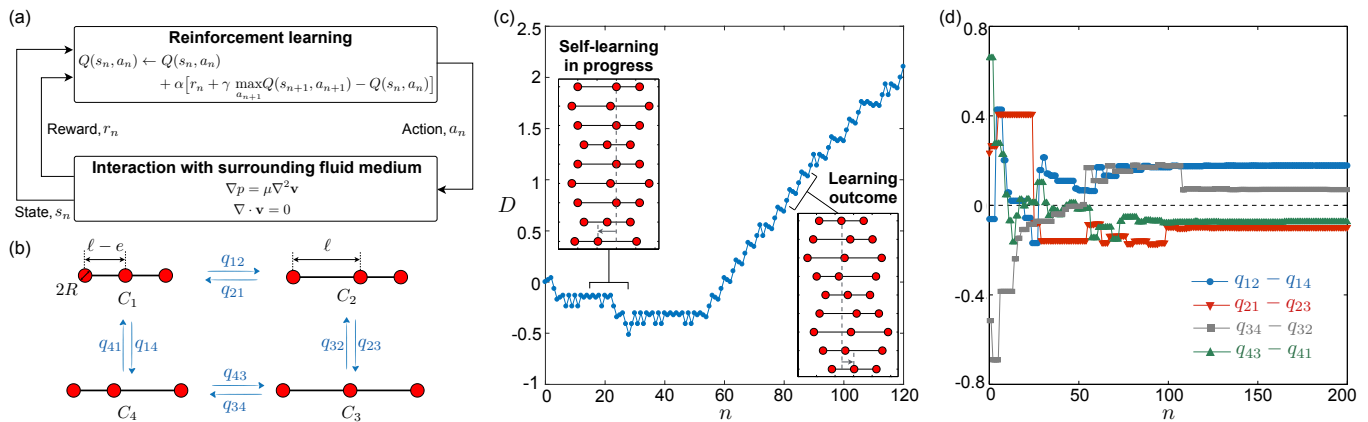 (a)
Reinforcement learning
Q(s_n, a_n) ← Q(s_n, a_n)
+ α[r_n + γ max_{a_{n+1}} Q(s_{n+1}, a_{n+1}) − Q(s_n, a_n)]
Reward, r_n
Action, a_n
Interaction with surrounding fluid medium
∇p = μ∇²v
∇ · v = 0
State, s_n
(b)
ℓ − e
ℓ
2R
C_1
q_12
q_21
C_2
q_41
q_14
q_32
q_23
C_4
q_43
q_34
C_3
(c)
2.5
2
1.5
1
0.5
0
-0.5
-1
D
0
20
40
60
80
100
120
n
Self-learning
in progress
Learning
outcome
(d)
0.8
0.4
0
-0.4
-0.8
0
50
100
150
200
n
q_12 − q_14
q_21 − q_23
q_34 − q_32
q_43 − q_41